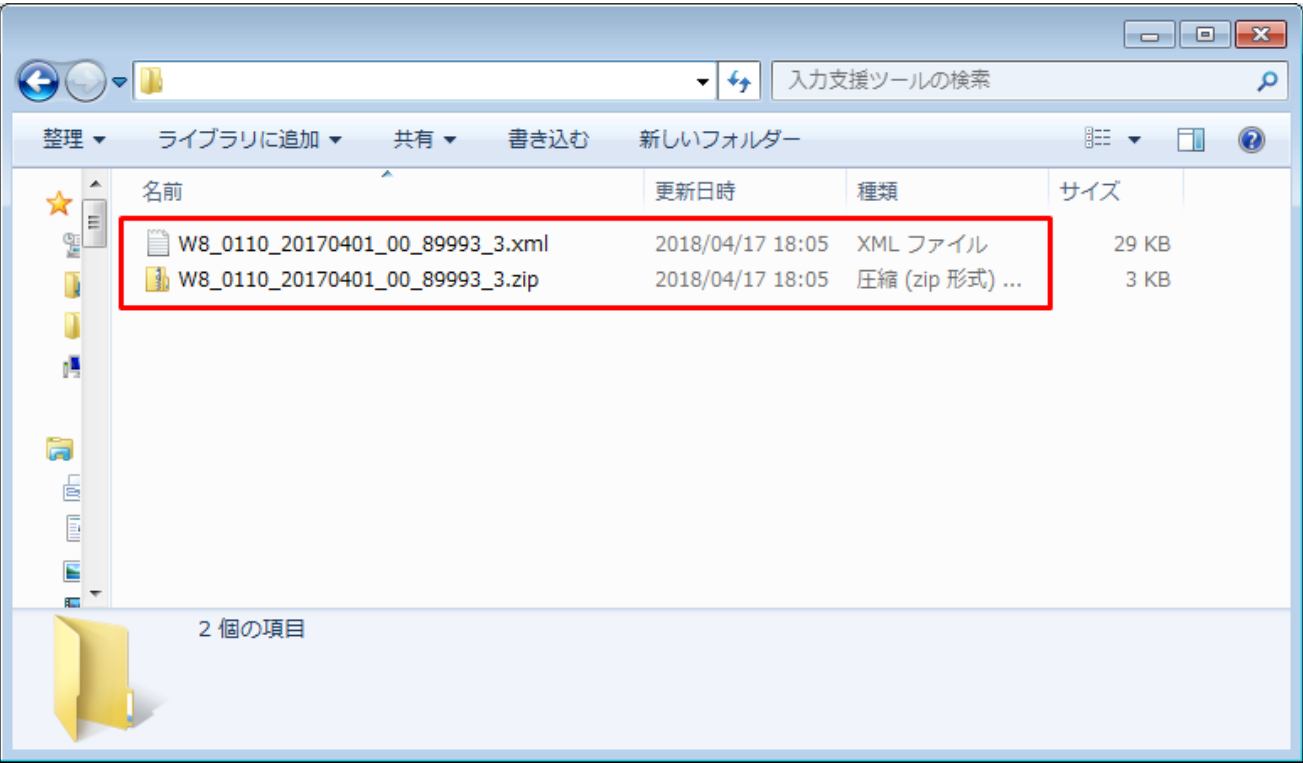 入力支援ツールの検索
整理 ライブラリに追加 共有 書き込む 新しいフォルダー
名前 更新日時 種類 サイズ
W8_0110_20170401_00_89993_3.xml 2018/04/17 18:05 XML ファイル 29 KB
W8_0110_20170401_00_89993_3.zip 2018/04/17 18:05 圧縮 (zip 形式) ... 3 KB
2 個の項目